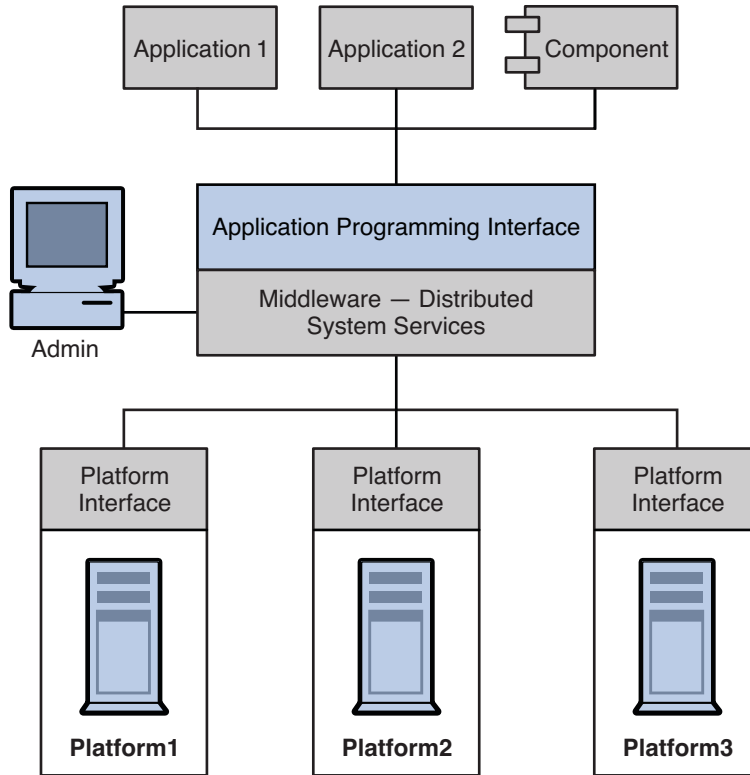 Application 1
Application 2
Component
Application Programming Interface
Middleware — Distributed
System Services
Admin
Platform
Interface
Platform
Interface
Platform
Interface
Platform1
Platform2
Platform3